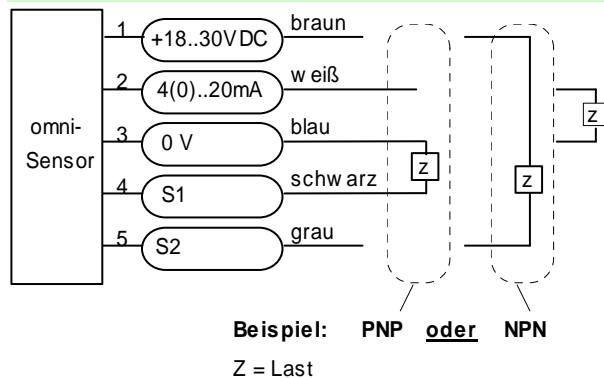 1 +18..30VDC braun
2 4(0)..20mA weiß
z
omni-
Sensor
3 0 V blau
z z
4 S1 schwarz
5 S2 grau
Beispiel: PNP oder NPN
Z = Last